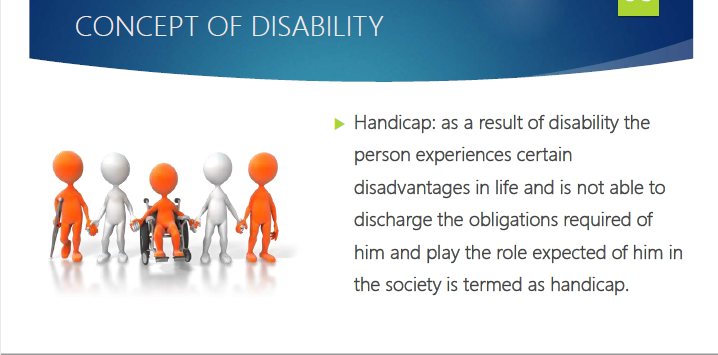 CONCEPT OF DISABILITY
Handicap: as a result of disability the
person experiences certain
disadvantages in life and is not able to
discharge the obligations required of
him and play the role expected of him in
the society is termed as handicap.